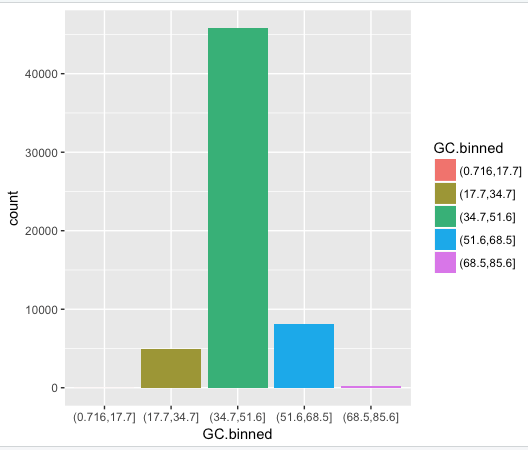 count
40000
30000
20000
10000
0
(0.716,17.7] (17.7,34.7] (34.7,51.6] (51.6,68.5] (68.5,85.6]
GC.binned
GC.binned
(0.716,17.7]
(17.7,34.7]
(34.7,51.6]
(51.6,68.5]
(68.5,85.6]